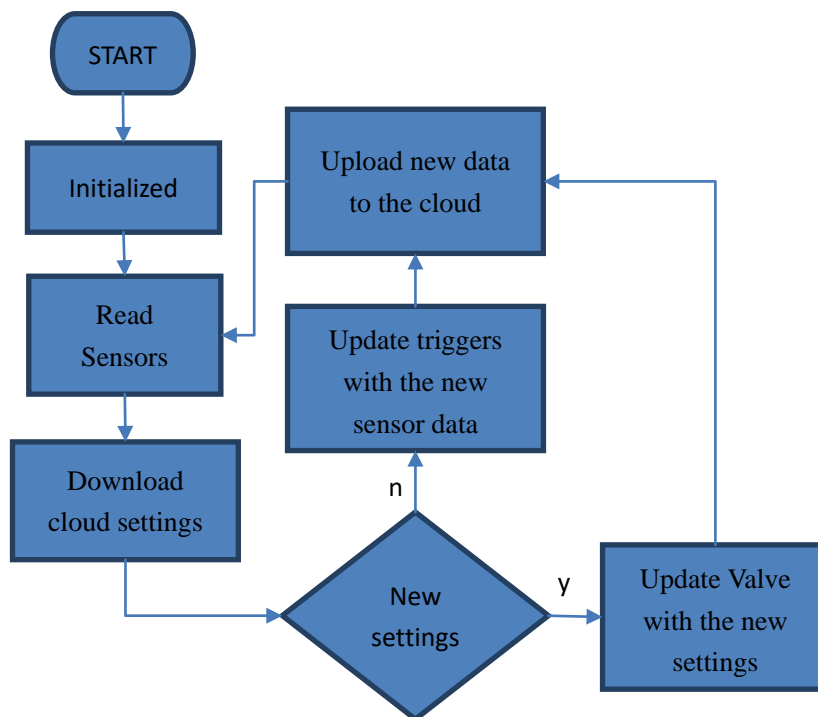 START
Initialized
Read
Sensors
Download
cloud settings
New
settings
n
y
Update triggers
with the new
sensor data
Update Valve
with the new
settings
Upload new data
to the cloud